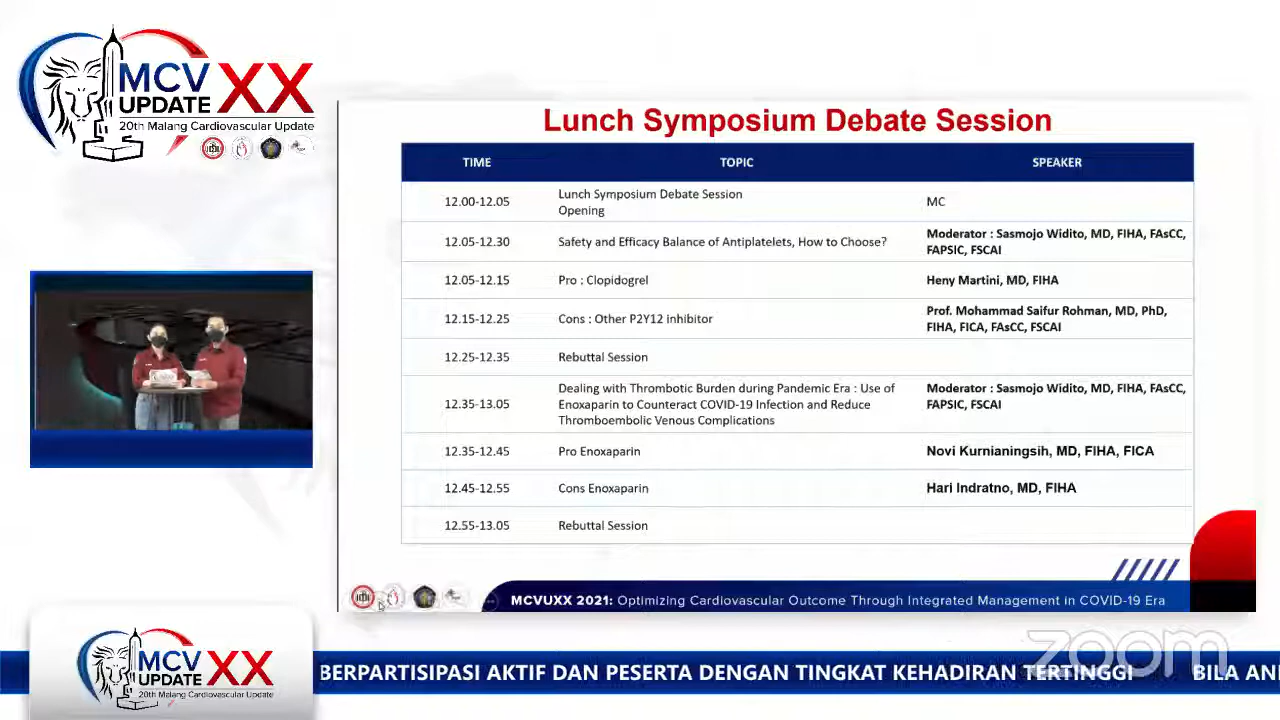 MCV XX
UPDATE
20th Malang Cardiovascular Update
Lunch Symposium Debate Session
TIME TOPIC SPEAKER
12.00-12.05 Lunch Symposium Debate Session
Opening MC
12.05-12.30 Safety and Efficacy Balance of Antiplatelets, How to Choose? Moderator : Sasmojo Widito, MD, FIHA, FAsCC,
FAPSIC, FSCAI
12.05-12.15 Pro : Clopidogrel Heny Martini, MD, FIHA
12.15-12.25 Cons : Other P2Y12 inhibitor Prof. Mohammad Saifur Rohman, MD, PhD,
FIHA, FICA, FAsCC, FSCAI
12.25-12.35 Rebuttal Session
12.35-13.05 Dealing with Thrombotic Burden during Pandemic Era : Use of
Enoxaparin to Counteract COVID-19 Infection and Reduce
Thromboembolic Venous Complications Moderator : Sasmojo Widito, MD, FIHA, FAsCC,
FAPSIC, FSCAI
12.35-12.45 Pro Enoxaparin Novi Kurnianingsih, MD, FIHA, FICA
12.45-12.55 Cons Enoxaparin Hari Indratno, MD, FIHA
12.55-13.05 Rebuttal Session
MCVUXX 2021: Optimizing Cardiovascular Outcome Through Integrated Management in COVID-19 Era
zoom
MCV XX
UPDATE
20th Malang Cardiovascular Update
BERPARTISIPASI AKTIF DAN PESERTA DENGAN TINGKAT KEHADIRAN TERTINGGI BILA